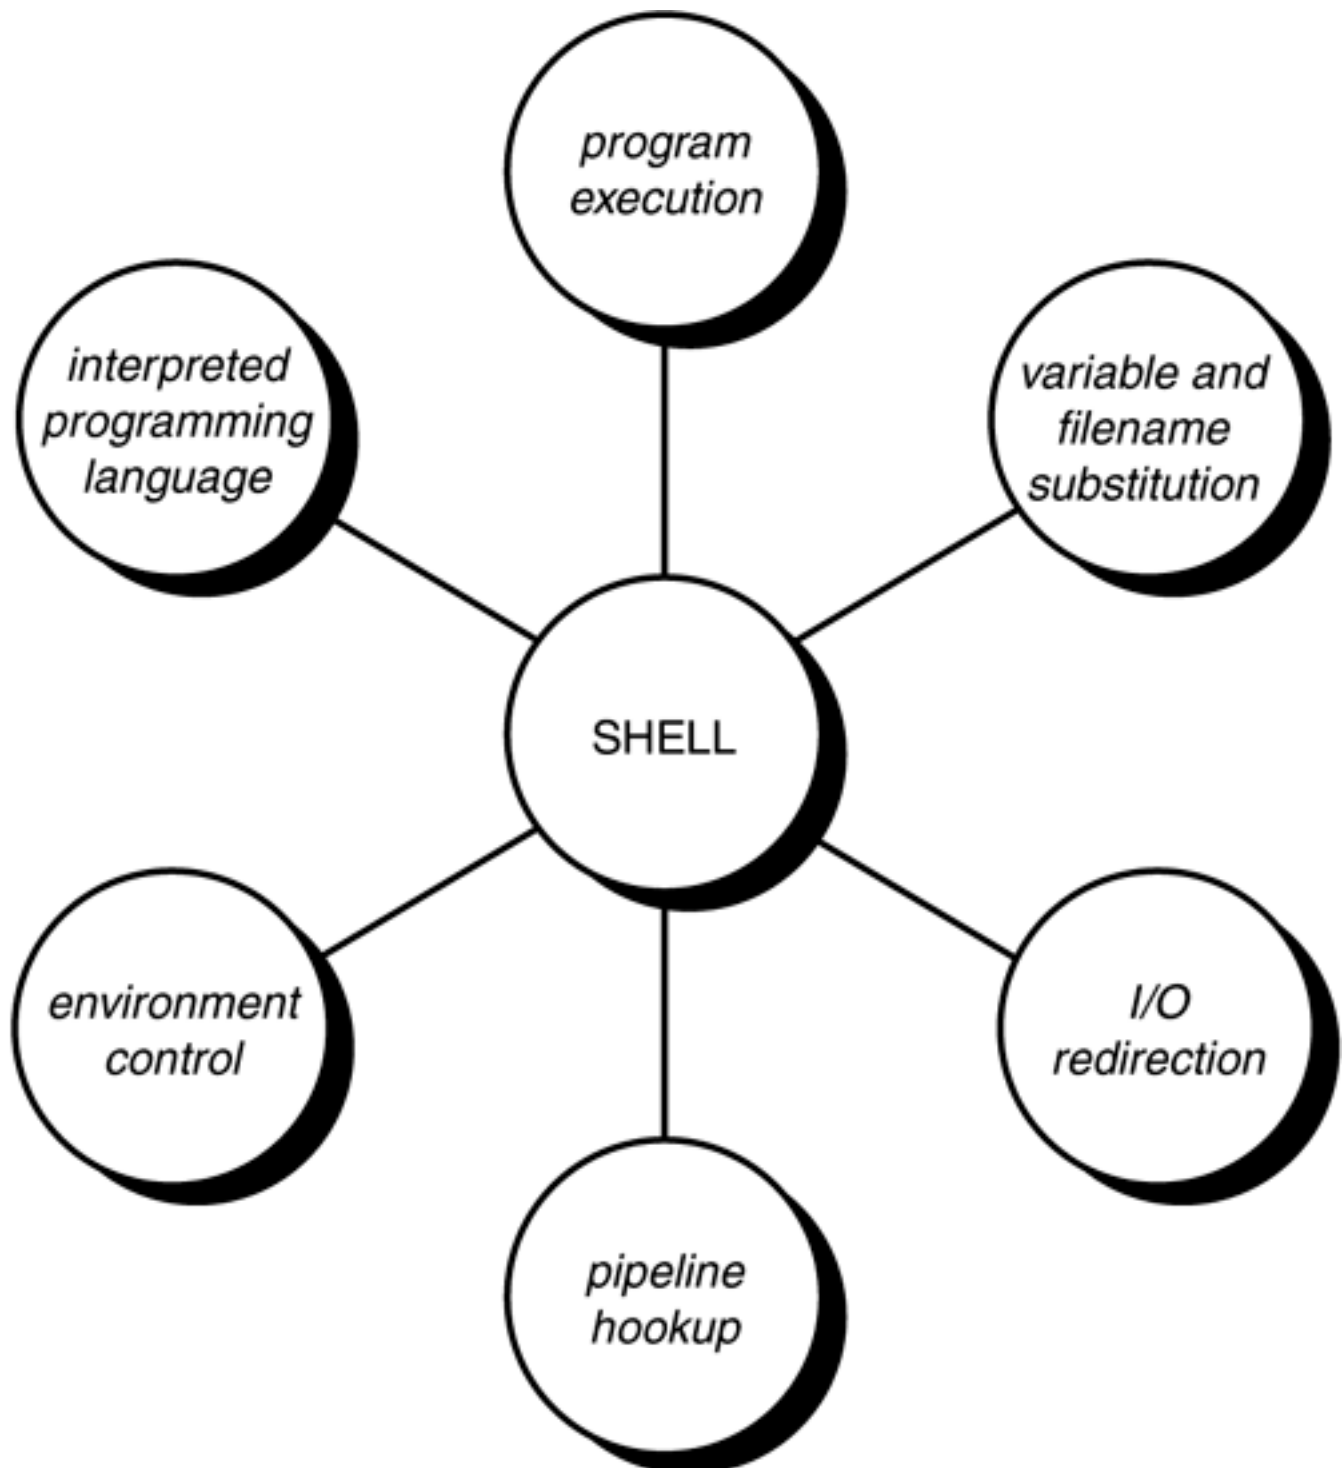 program
execution
interpreted
programming
language
variable and
filename
substitution
SHELL
environment
control
I/O
redirection
pipeline
hookup